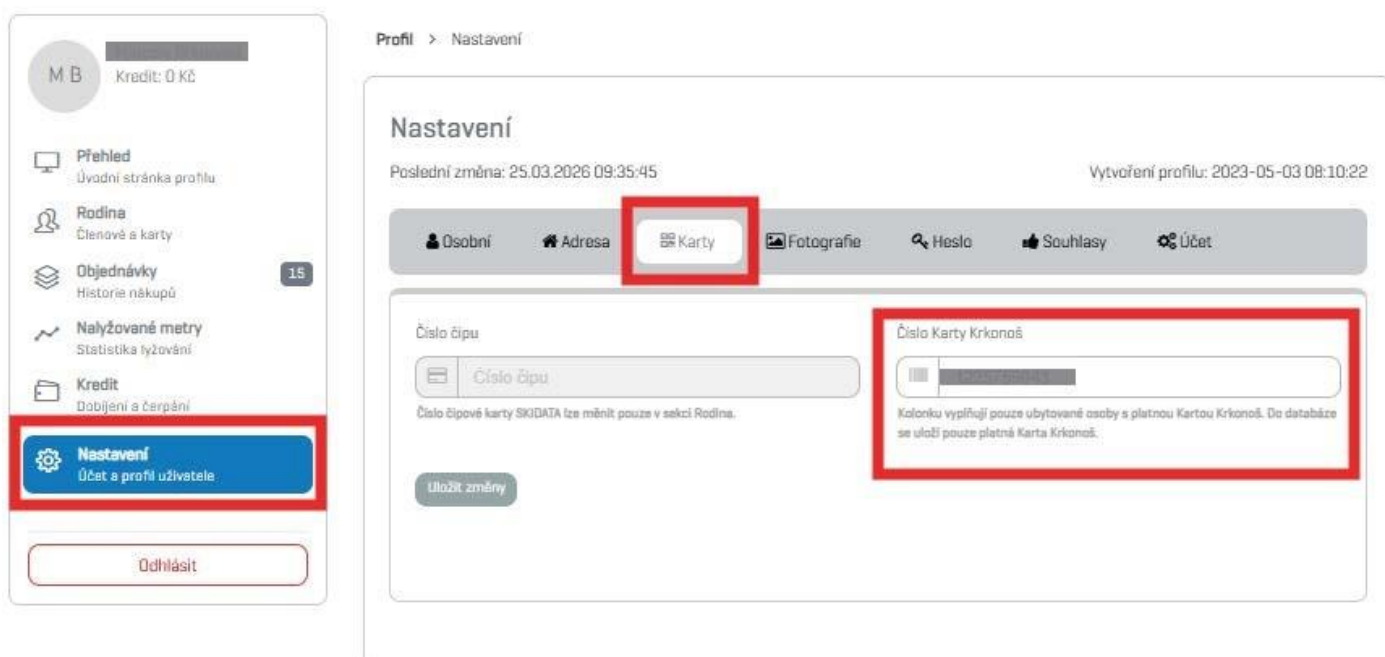 M B
Kredit: 0 Kč
Přehled
Úvodní stránka profilu
Rodina
Členové a karty
Objednávky
15
Historie nákupů
Nalyžované metry
Statistika lyžování
Kredit
Dobíjení a čerpání
Nastavení
Účet a profil uživatele
Odhlásit
Profil > Nastavení
Nastavení
Poslední změna: 25.03.2026 09:35:45
Vytvoření profilu: 2023-05-03 08:10:22
Osobní
Adresa
Karty
Fotografie
Heslo
Souhlasy
Účet
Číslo čipu
Číslo čipu
Číslo čipové karty SKIDATA lze měnit pouze v sekci Rodina.
Číslo Karty Krkonoš
Kolonku vyplňují pouze ubytované osoby s platnou Kartou Krkonoš. Do databáze
se uloží pouze platná Karta Krkonoš.
Uložit změny